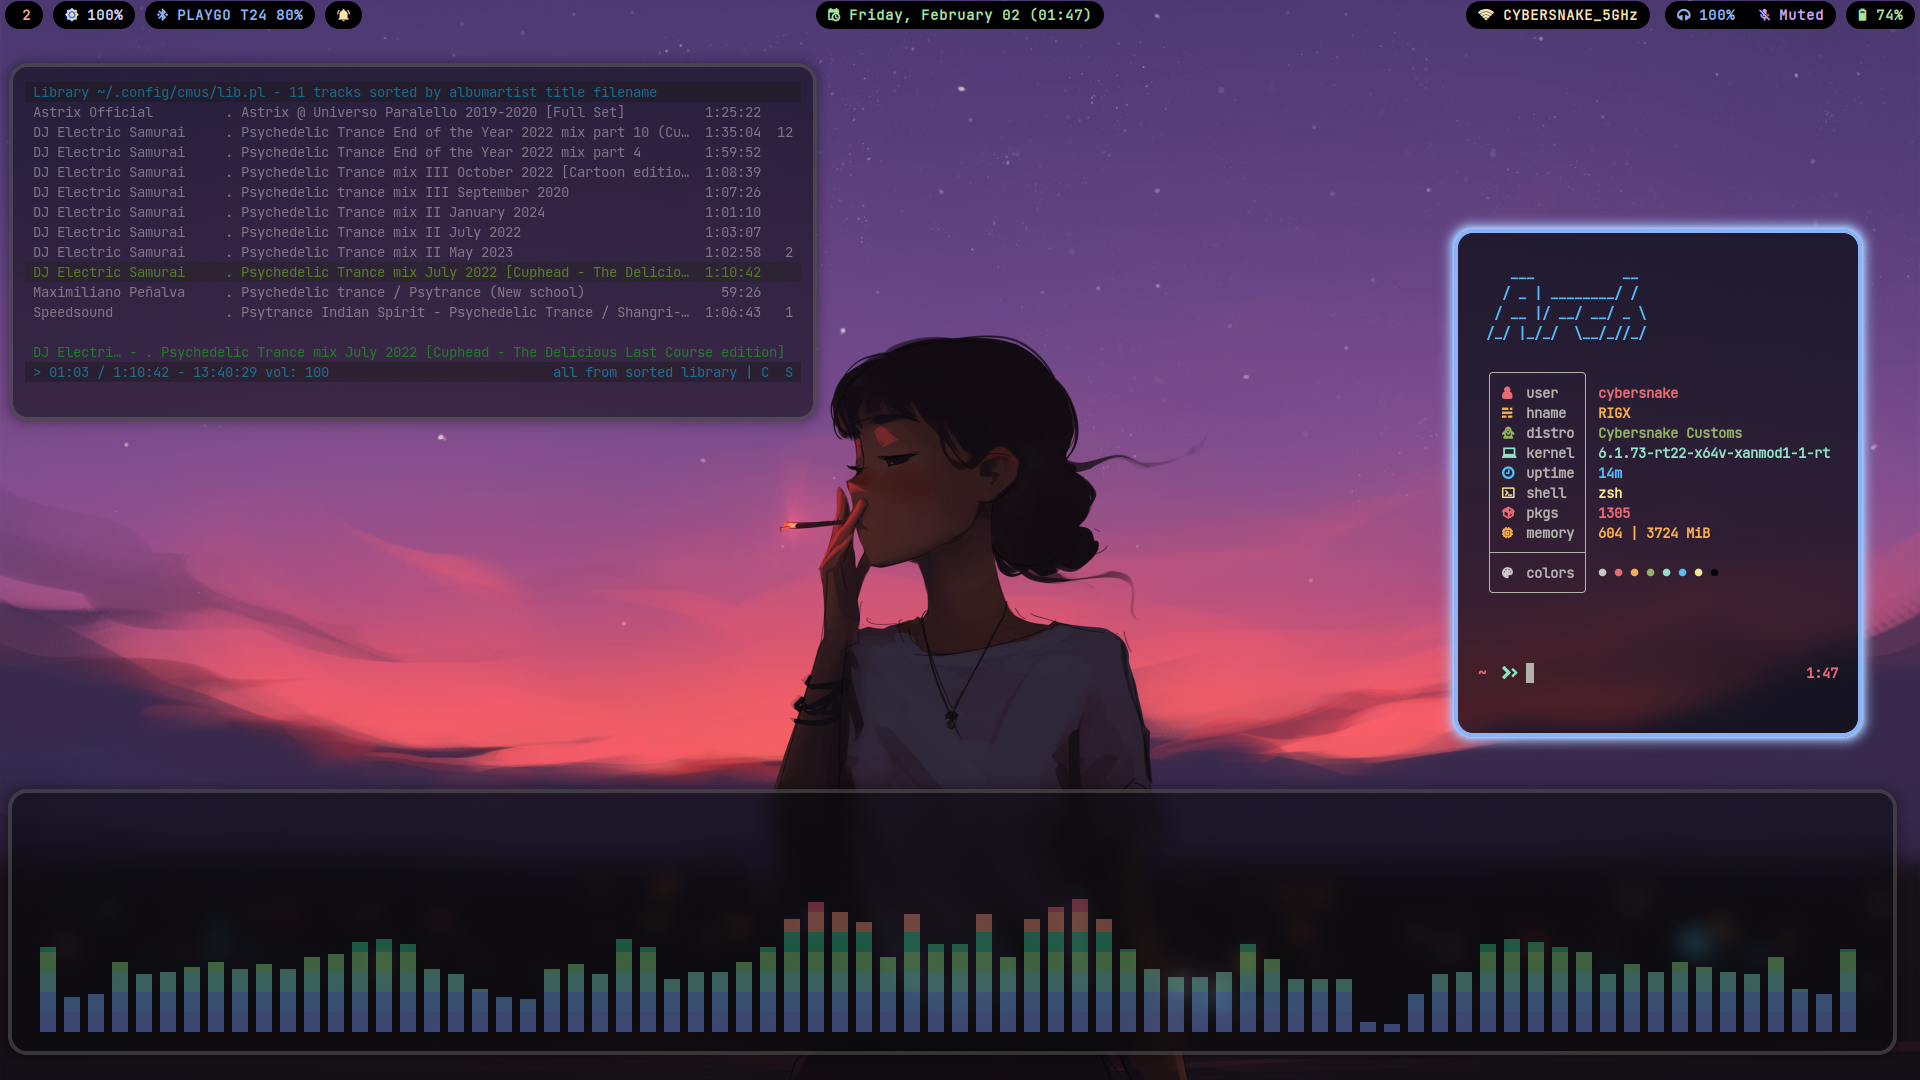 2 100% PLAYGO T24 80% Friday, February 02 (01:47) CYBERSNAKE_5GHz 100% Muted 74%
Library ~/.config/cmus/lib.pl - 11 tracks sorted by albumartist title filename
Astrix Official . Astrix @ Universo Paralello 2019-2020 [Full Set] 1:25:22
DJ Electric Samurai . Psychedelic Trance End of the Year 2022 mix part 10 (Cu… 1:35:04 12
DJ Electric Samurai . Psychedelic Trance End of the Year 2022 mix part 4 1:59:52
DJ Electric Samurai . Psychedelic Trance mix III October 2022 [Cartoon editio… 1:08:39
DJ Electric Samurai . Psychedelic trance mix III September 2020 1:07:26
DJ Electric Samurai . Psychedelic Trance mix II January 2024 1:01:10
DJ Electric Samurai . Psychedelic Trance mix II July 2022 1:03:07
DJ Electric Samurai . Psychedelic Trance mix II May 2023 1:02:58 2
DJ Electric Samurai . Psychedelic Trance mix July 2022 [Cuphead - The Delicio… 1:10:42
Maximiliano Peñalva . Psychedelic trance / Psytrance (New school) 59:26
Speedsound . Psytrance Indian Spirit - Psychedelic Trance / Shangri-… 1:06:43 1
DJ Electri… - . Psychedelic Trance mix July 2022 [Cuphead - The Delicious Last Course edition]
> 01:03 / 1:10:42 - 13:40:29 vol: 100 all from sorted library | C S
Arch
user cybersnake
hname RIGX
distro Cybersnake Customs
kernel 6.1.73-rt22-x64v-xanmod1-1-rt
uptime 14m
shell zsh
pkgs 1305
memory 604 | 3724 MiB
colors
~ 1:47